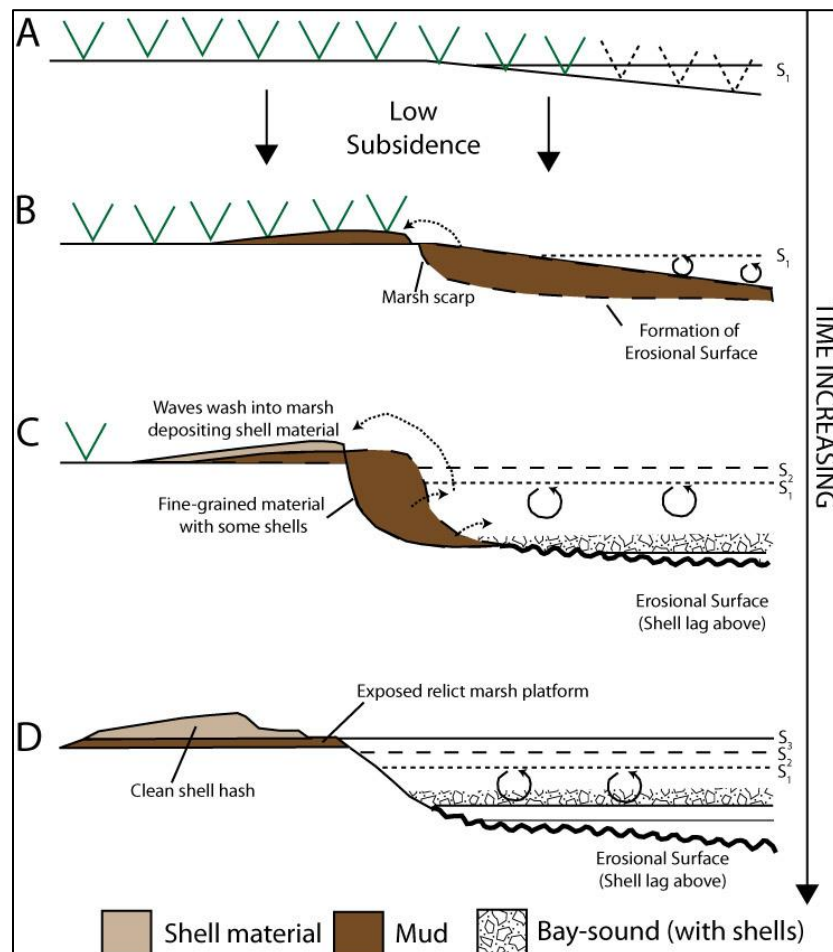 A
S1
Low
Subsidence
B
S1
Marsh scarp
Formation of
Erosional Surface
TIME INCREASING
C
Waves wash into marsh
depositing shell material
S2
S1
Fine-grained material
with some shells
Erosional Surface
(Shell lag above)
D
Exposed relict marsh platform
S3
S2
S1
Clean shell hash
Erosional Surface
(Shell lag above)
Shell material
Mud
Bay-sound (with shells)